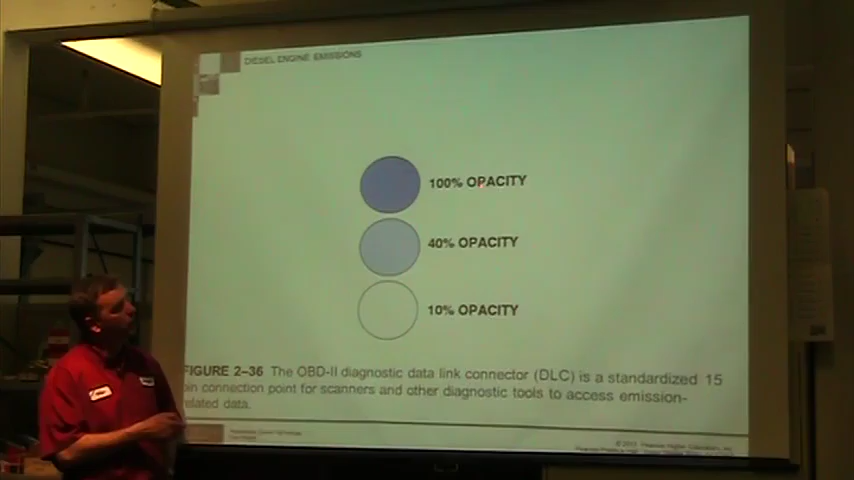 DIESEL ENGINE EMISSIONS
100% OPACITY
40% OPACITY
10% OPACITY
FIGURE 2–36 The OBD-II diagnostic data link connector (DLC) is a standardized 15
pin connection point for scanners and other diagnostic tools to access emission-
related data.